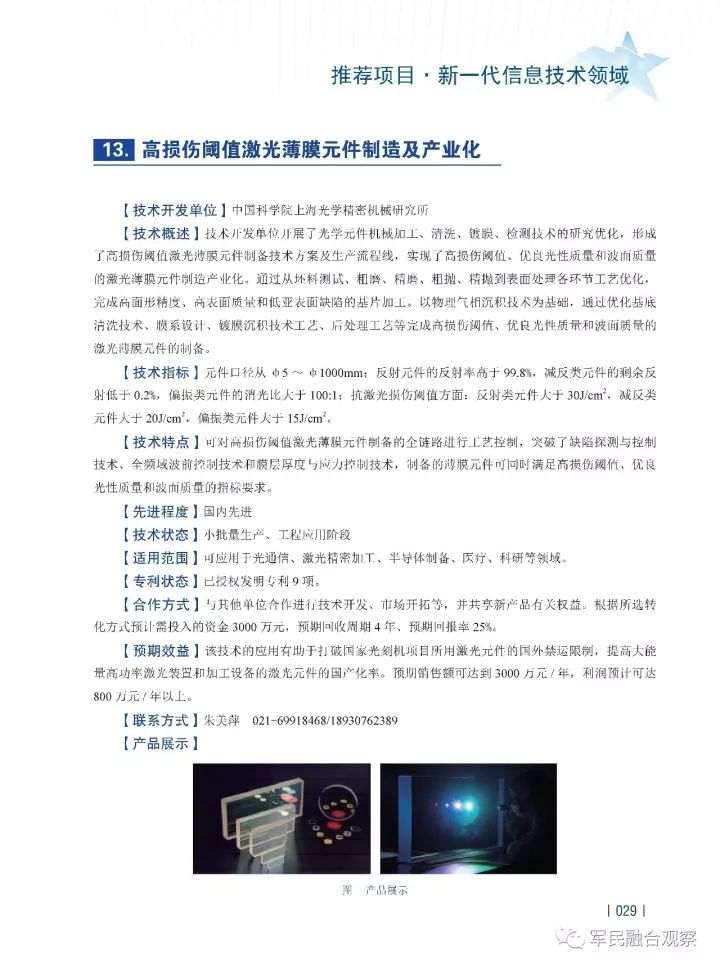 推荐项目·新一代信息技术领域
13. 高损伤阈值激光薄膜元件制造及产业化
【技术开发单位】中国科学院上海光学精密机械研究所
【技术概述】技术开发单位开展了光学元件机械加工、清洗、镀膜、检测技术的研究优化，形成
了高损伤阈值激光薄膜元件制备技术方案及生产流程线，实现了高损伤阈值、优良光性质量和波面质量
的激光薄膜元件制造产业化。通过从坯料测试、粗磨、精磨、粗抛、精抛到表面处理各环节工艺优化，
完成高面形精度、高表面质量和低亚表面缺陷的基片加工。以物理气相沉积技术为基础，通过优化基底
清洗技术、膜系设计、镀膜沉积技术工艺、后处理工艺等完成高损伤阈值、优良光性质量和波面质量的
激光薄膜元件的制备。
【技术指标】元件口径从 φ5 ～ φ1000mm；反射元件的反射率高于 99.8%，减反类元件的剩余反
射低于 0.2%，偏振类元件的消光比大于 100:1；抗激光损伤阈值方面：反射类元件大于 30J/cm²，减反类
元件大于 20J/cm²，偏振类元件大于 15J/cm²。
【技术特点】可对高损伤阈值激光薄膜元件制备的全链路进行工艺控制，突破了缺陷探测与控制
技术、全频域波前控制技术和膜层厚度与应力控制技术，制备的薄膜元件可同时满足高损伤阈值、优良
光性质量和波面质量的指标要求。
【先进程度】国内先进
【技术状态】小批量生产、工程应用阶段
【适用范围】可应用于光通信、激光精密加工、半导体制备、医疗、科研等领域。
【专利状态】已授权发明专利 9 项。
【合作方式】与其他单位合作进行技术开发、市场开拓等，并共享新产品有关权益。根据所选转
化方式预计需投入的资金 3000 万元，预期回收周期 4 年、预期回报率 25%。
【预期效益】该技术的应用有助于打破国家光刻机项目所用激光元件的国外禁运限制，提高大能
量高功率激光装置和加工设备的激光元件的国产化率。预期销售额可达到 3000 万元 / 年，利润预计可达
800 万元 / 年以上。
【联系方式】朱美萍 021-69918468/18930762389
【产品展示】
图 产品展示
| 029 |
军民融合观察